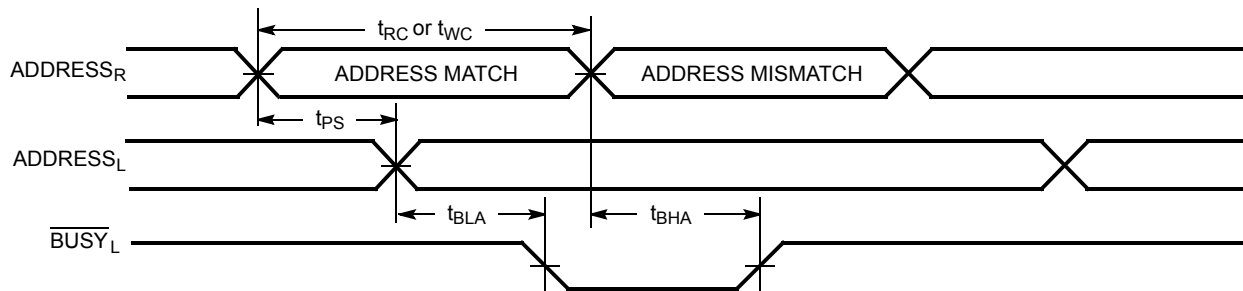 tRC or tWC
ADDRESSR
ADDRESS MATCH
ADDRESS MISMATCH
tPS
ADDRESSL
tBLA
tBHA
BUSYL